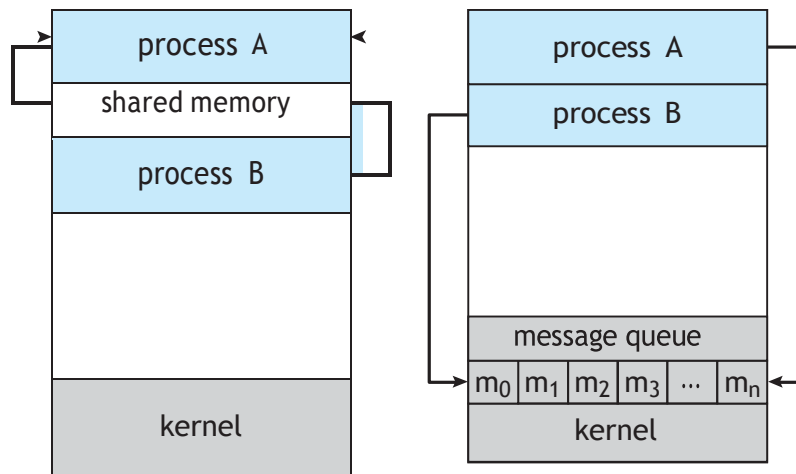 process A
shared memory
process B
kernel
process A
process B
message queue
m₀ m₁ m₂ m₃ ... mₙ
kernel